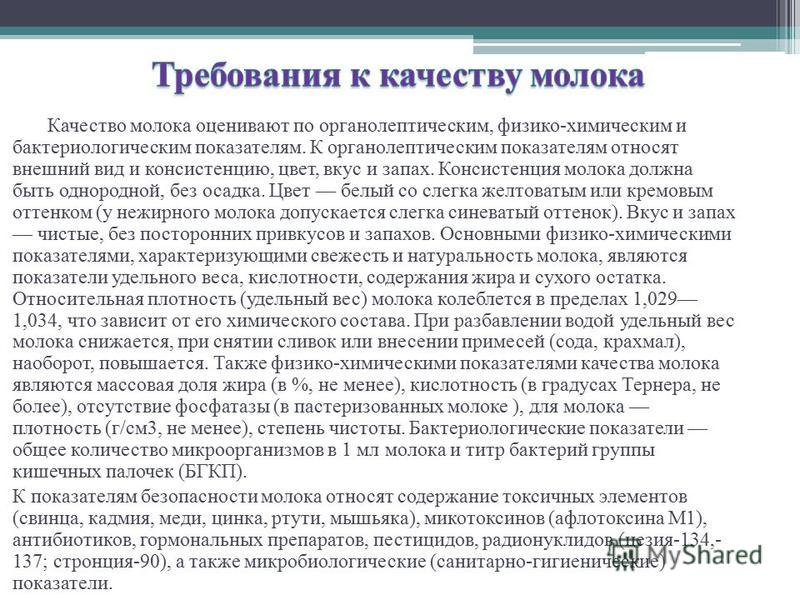 Требования к качеству молока
Качество молока оценивают по органолептическим, физико-химическим и
бактериологическим показателям. К органолептическим показателям относят
внешний вид и консистенцию, цвет, вкус и запах. Консистенция молока должна
быть однородной, без осадка. Цвет — белый со слегка желтоватым или кремовым
оттенком (у нежирного молока допускается слегка синеватый оттенок). Вкус и запах
— чистые, без посторонних привкусов и запахов. Основными физико-химическими
показателями, характеризующими свежесть и натуральность молока, являются
показатели удельного веса, кислотности, содержания жира и сухого остатка.
Относительная плотность (удельный вес) молока колеблется в пределах 1,029—
1,034, что зависит от его химического состава. При разбавлении водой удельный вес
молока снижается, при снятии сливок или внесении примесей (сода, крахмал),
наоборот, повышается. Также физико-химическими показателями качества молока
являются массовая доля жира (в %, не менее), кислотность (в градусах Тернера, не
более), отсутствие фосфатазы (в пастеризованных молоке ), для молока —
плотность (г/см3, не менее), степень чистоты. Бактериологические показатели —
общее количество микроорганизмов в 1 мл молока и титр бактерий группы
кишечных палочек (БГКП).
К показателям безопасности молока относят содержание токсичных элементов
(свинца, кадмия, меди, цинка, ртути, мышьяка), микотоксинов (афлотоксина М1),
антибиотиков, гормональных препаратов, пестицидов, радионуклидов (цезия-134,-
137; стронция-90), а также микробиологические (санитарно-гигиенические)
показатели.
MyShared